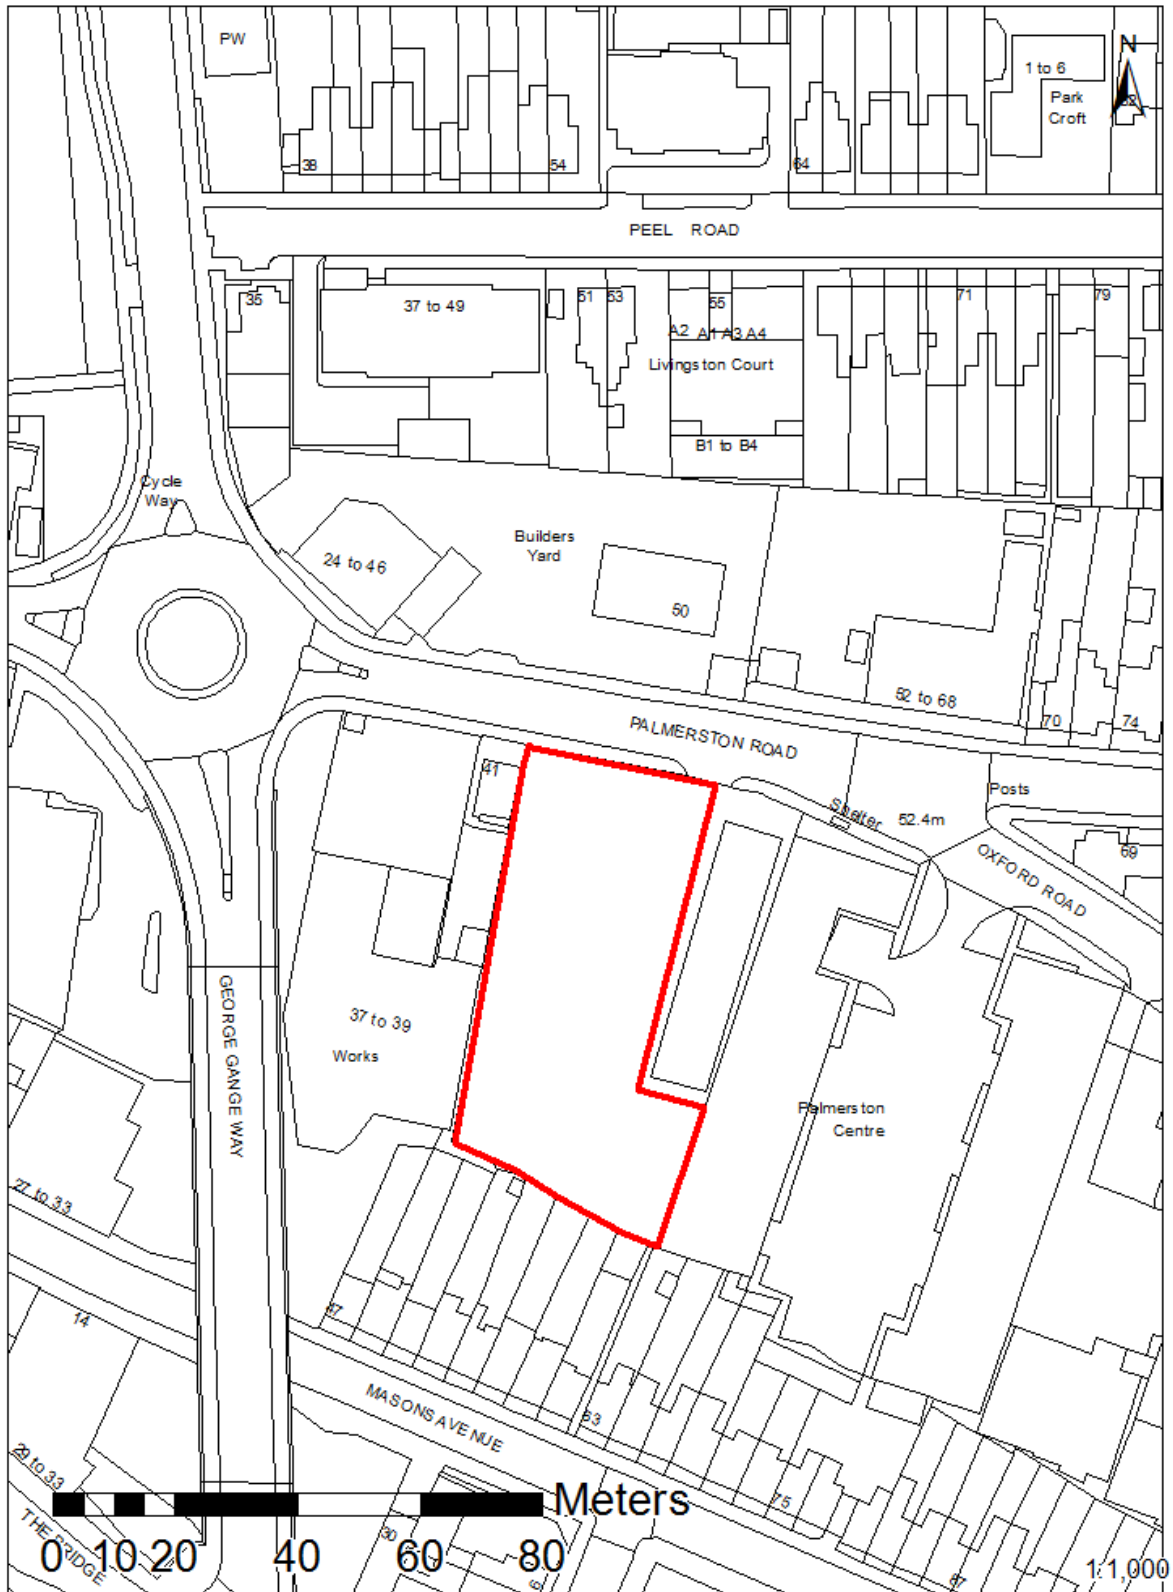 PW
N
1 to 6
Park
Croft
38
54
64
PEEL ROAD
35
37 to 49
51
53
55
71
79
A2
A1 A3 A4
Livingston Court
B1 to B4
Cycle
Way
Builders
Yard
24 to 46
50
52 to 68
70
74
PALMERSTON ROAD
41
Posts
Shelter
52.4m
OXFORD ROAD
69
GEORGE GANGE WAY
37 to 39
Works
Palmerston
Centre
27 to 33
14
47
MASONS AVENUE
63
29 to 33
75
THE BRIDGE
30
87
Meters
0 10 20 40 60 80
1:1,000